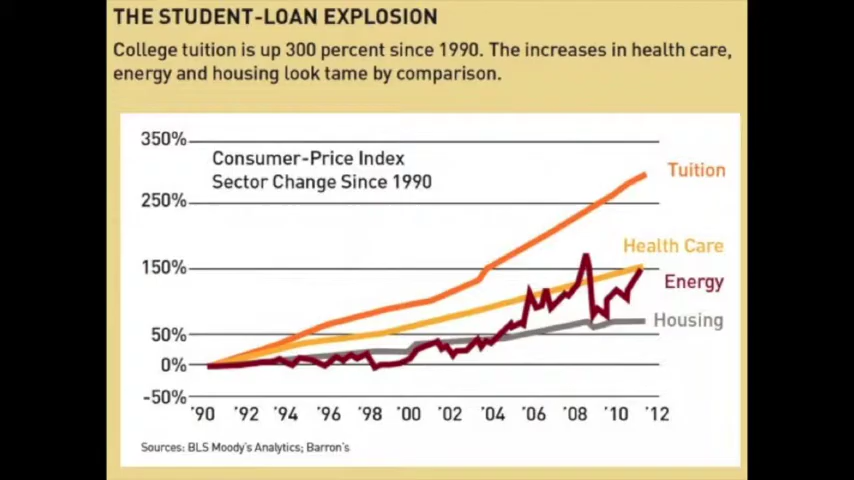 THE STUDENT-LOAN EXPLOSION
College tuition is up 300 percent since 1990. The increases in health care,
energy and housing look tame by comparison.
350%
Consumer-Price Index
Sector Change Since 1990
Tuition
250%
Health Care
150%
Energy
Housing
50%
0%
-50%
'90 '92 '94 '96 '98 '00 '02 '04 '06 '08 '10 '12
Sources: BLS Moody's Analytics; Barron's